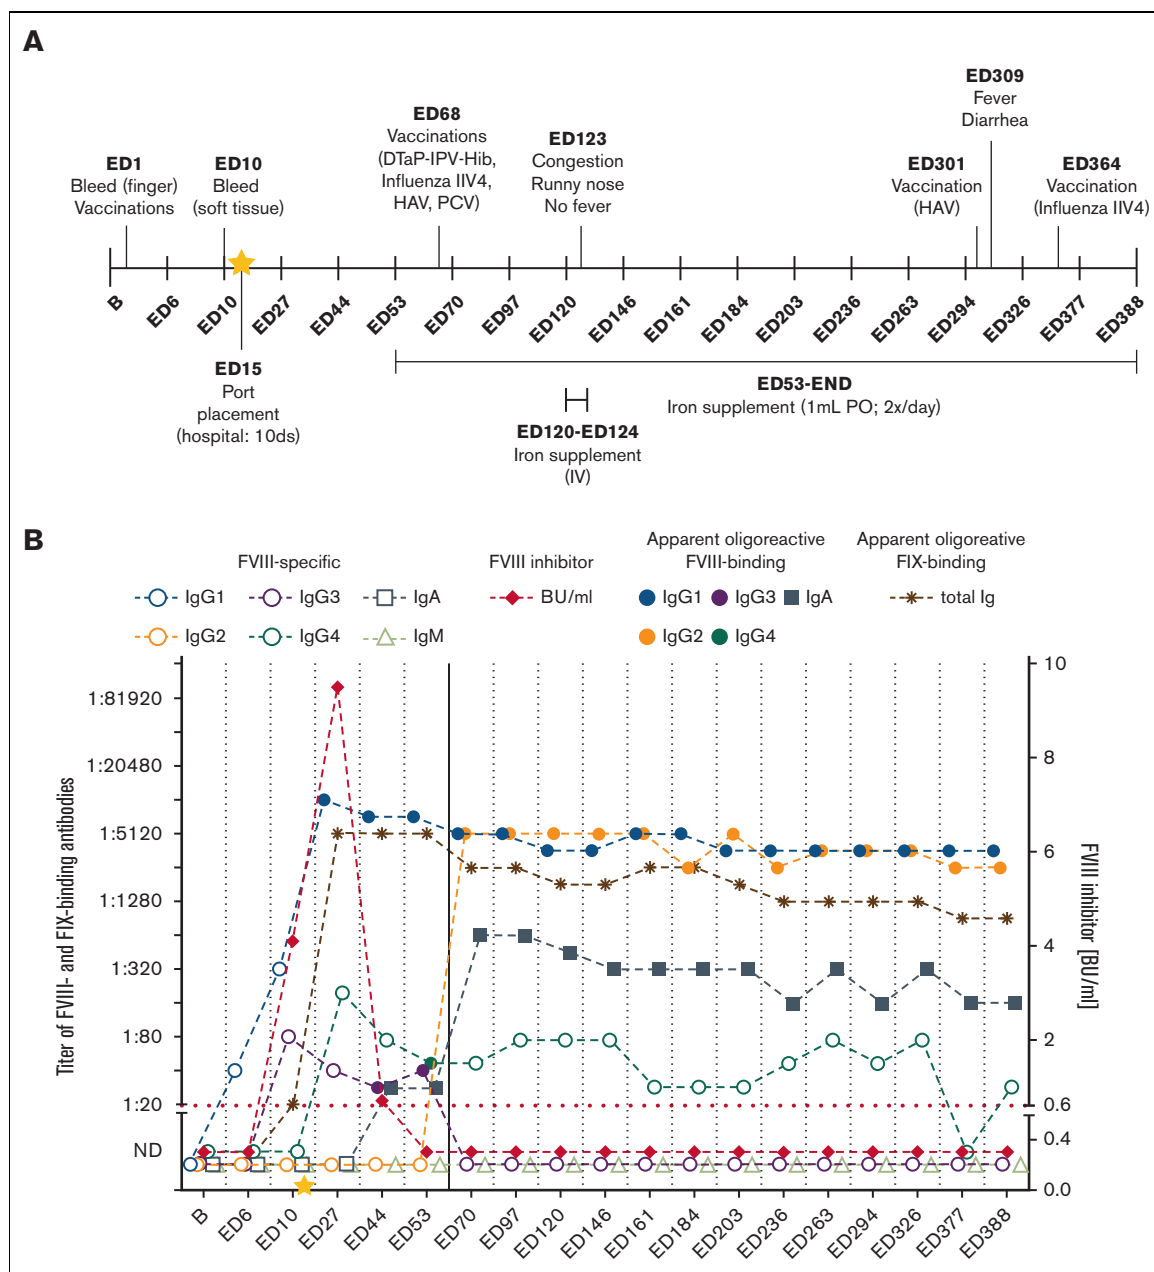 A
ED1
Bleed (finger)
Vaccinations
ED10
Bleed
(soft tissue)
ED68
Vaccinations
(DTaP-IPV-Hib,
Influenza IIV4,
HAV, PCV)
ED123
Congestion
Runny nose
No fever
ED301
Vaccination
(HAV)
ED309
Fever
Diarrhea
ED364
Vaccination
(Influenza IIV4)
B
ED6
ED10
ED27
ED44
ED53
ED70
ED97
ED120
ED146
ED161
ED184
ED203
ED236
ED263
ED294
ED326
ED377
ED388
ED15
Port
placement
(hospital: 10ds)
ED53-END
Iron supplement (1mL PO; 2x/day)
ED120-ED124
Iron supplement
(IV)
B
FVIII-specific
IgG1
IgG3
IgA
IgG2
IgG4
IgM
FVIII inhibitor
BU/ml
Apparent oligoreactive
FVIII-binding
IgG1
IgG3
IgA
IgG2
IgG4
Apparent oligoreative
FIX-binding
total Ig
Titer of FVIII- and FIX-binding antibodies
1:81920
1:20480
1:5120
1:1280
1:320
1:80
1:20
ND
10
8
6
4
2
0.6
0.4
0.0
FVIII inhibitor [BU/ml]
B
ED6
ED10
ED27
ED44
ED53
ED70
ED97
ED120
ED146
ED161
ED184
ED203
ED236
ED263
ED294
ED326
ED377
ED388